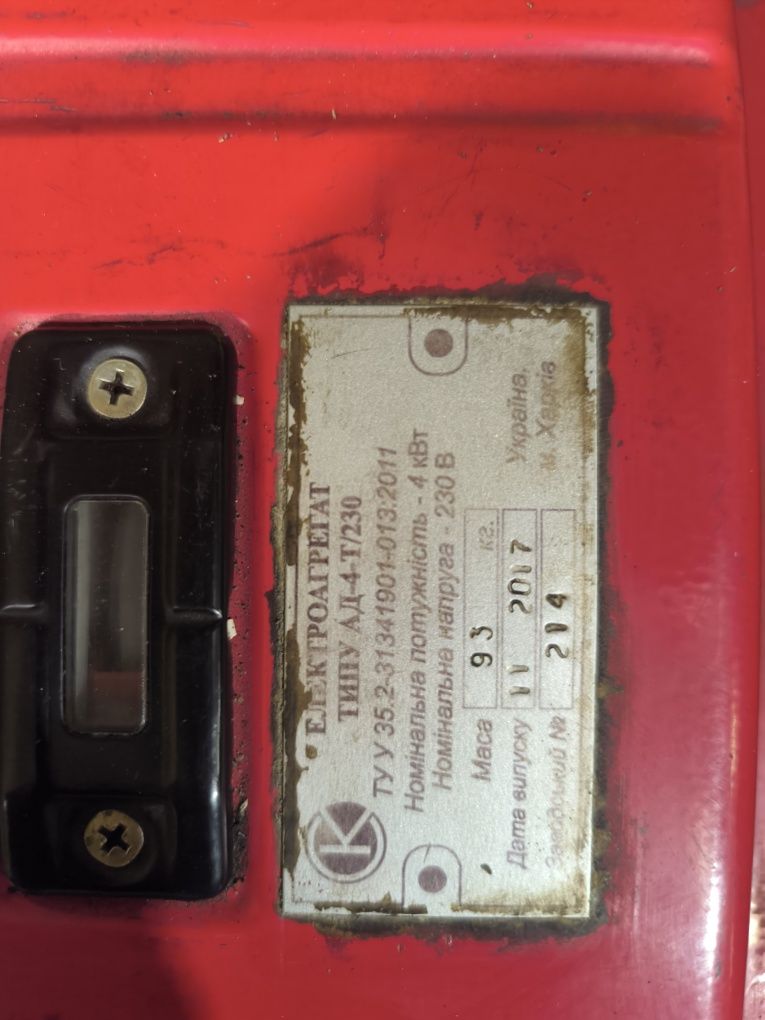 ЕЛЕКТРОАГРЕГАТ
ТИПУ АД-4-Т/230
ТУ У 35.2-31341901-013:2011
Номінальна потужність - 4 кВт
Номінальна напруга - 230 В
Маса 93 кг.
Дата випуску 11 2017
Заводський № 214
Україна,
м. Харків
К